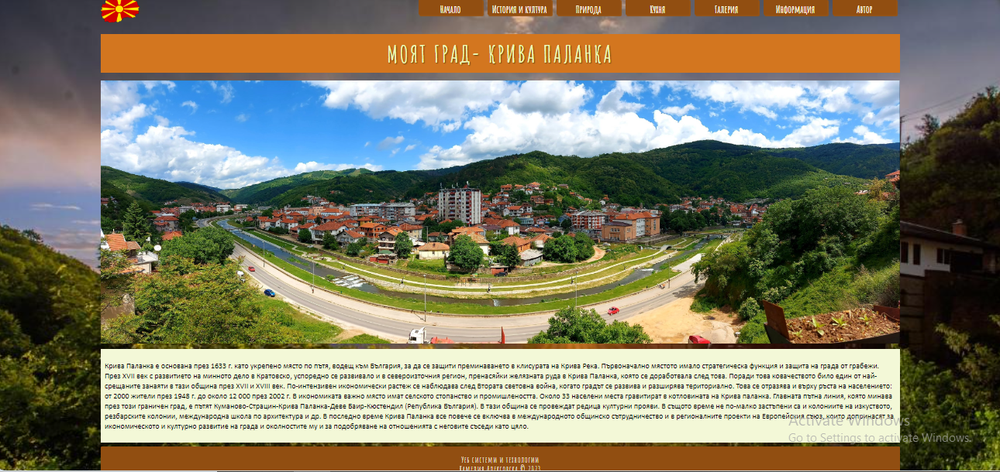 Начало История и култура Природа Кухня Галерия Информация Автор
МОЯТ ГРАД- КРИВА ПАЛАНКА
Крива Паланка е основана през 1633 г. като укрепено място по пътя, водещ към България, за да се защити преминаването в клисурата на Крива Река. Първоначално мястото имало стратегическа функция и защита на града от грабежи.
През XVII век с развитието на минното дело в Кратовско, успоредно се развивало и в североизточния регион, пренасяйки желязната руда в Крива Паланка, която се доработвала след това. Поради това ковачеството било един от най-
срещаните занаяти в тази община през XVII и XVIII век. По-интензивен икономически растеж се наблюдава след Втората световна война, когато градът се развива и разширява териториално. Това се отразява и върху ръста на населението:
от 2000 жители през 1948 г. до около 12 000 през 2002 г. В икономиката важно място имат селското стопанство и промишлеността. Около 33 населени места гравитират в котловината на Крива паланка. Главната пътна линия, която минава
през този граничен град, е пътят Куманово-Страцин-Крива Паланка-Деве Баир-Кюстендил (Република България). В тази община се провеждат редица културни прояви. В същото време не по-малко застъпени са и колониите на изкуството,
резбарските колонии, международна школа по архитектура и др. В последно време Крива Паланка все повече се включва в международното общинско сътрудничество и в регионалните проекти на Европейския съюз, които допринасят за
икономическото и културно развитие на града и околностите му и за подобряване на отношенията с неговите съседи като цяло.
Activate Windows
Go to Settings to activate Windows.
Уеб системи и технологии
Камелия Алексовска © 2023